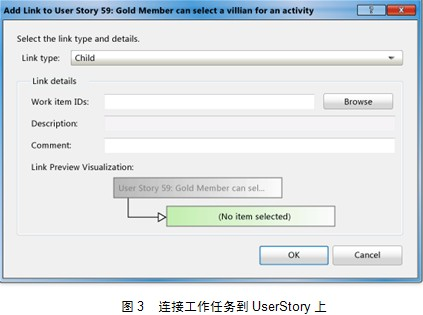 Add Link to User Story 59: Gold Member can select a villian for an activity
Select the link type and details.
Link type: Child
Link details
Work item IDs: Browse
Description:
Comment:
Link Preview Visualization:
User Story 59: Gold Member can sel...
(No item selected)
OK Cancel
图 3 连接工作任务到 UserStory 上